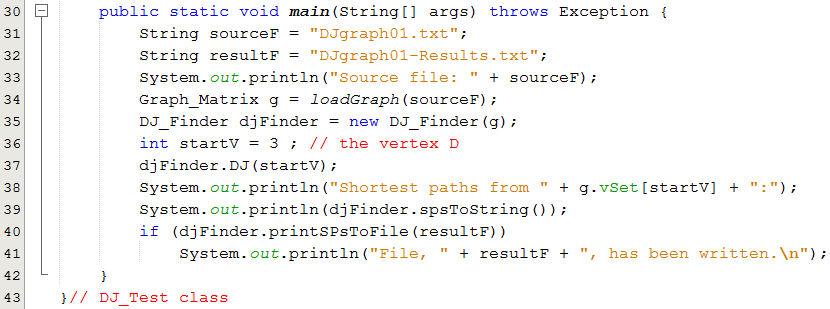 30 public static void main(String[] args) throws Exception {
31 String sourceF = "DJgraph01.txt";
32 String resultF = "DJgraph01-Results.txt";
33 System.out.println("Source file: " + sourceF);
34 Graph_Matrix g = loadGraph(sourceF);
35 DJ_Finder djFinder = new DJ_Finder(g);
36 int startV = 3 ; // the vertex D
37 djFinder.DJ(startV);
38 System.out.println("Shortest paths from " + g.vSet[startV] + ":");
39 System.out.println(djFinder.spsToString());
40 if (djFinder.printSPsToFile(resultF))
41 System.out.println("File, " + resultF + ", has been written.\n");
42 }
43 }// DJ_Test class